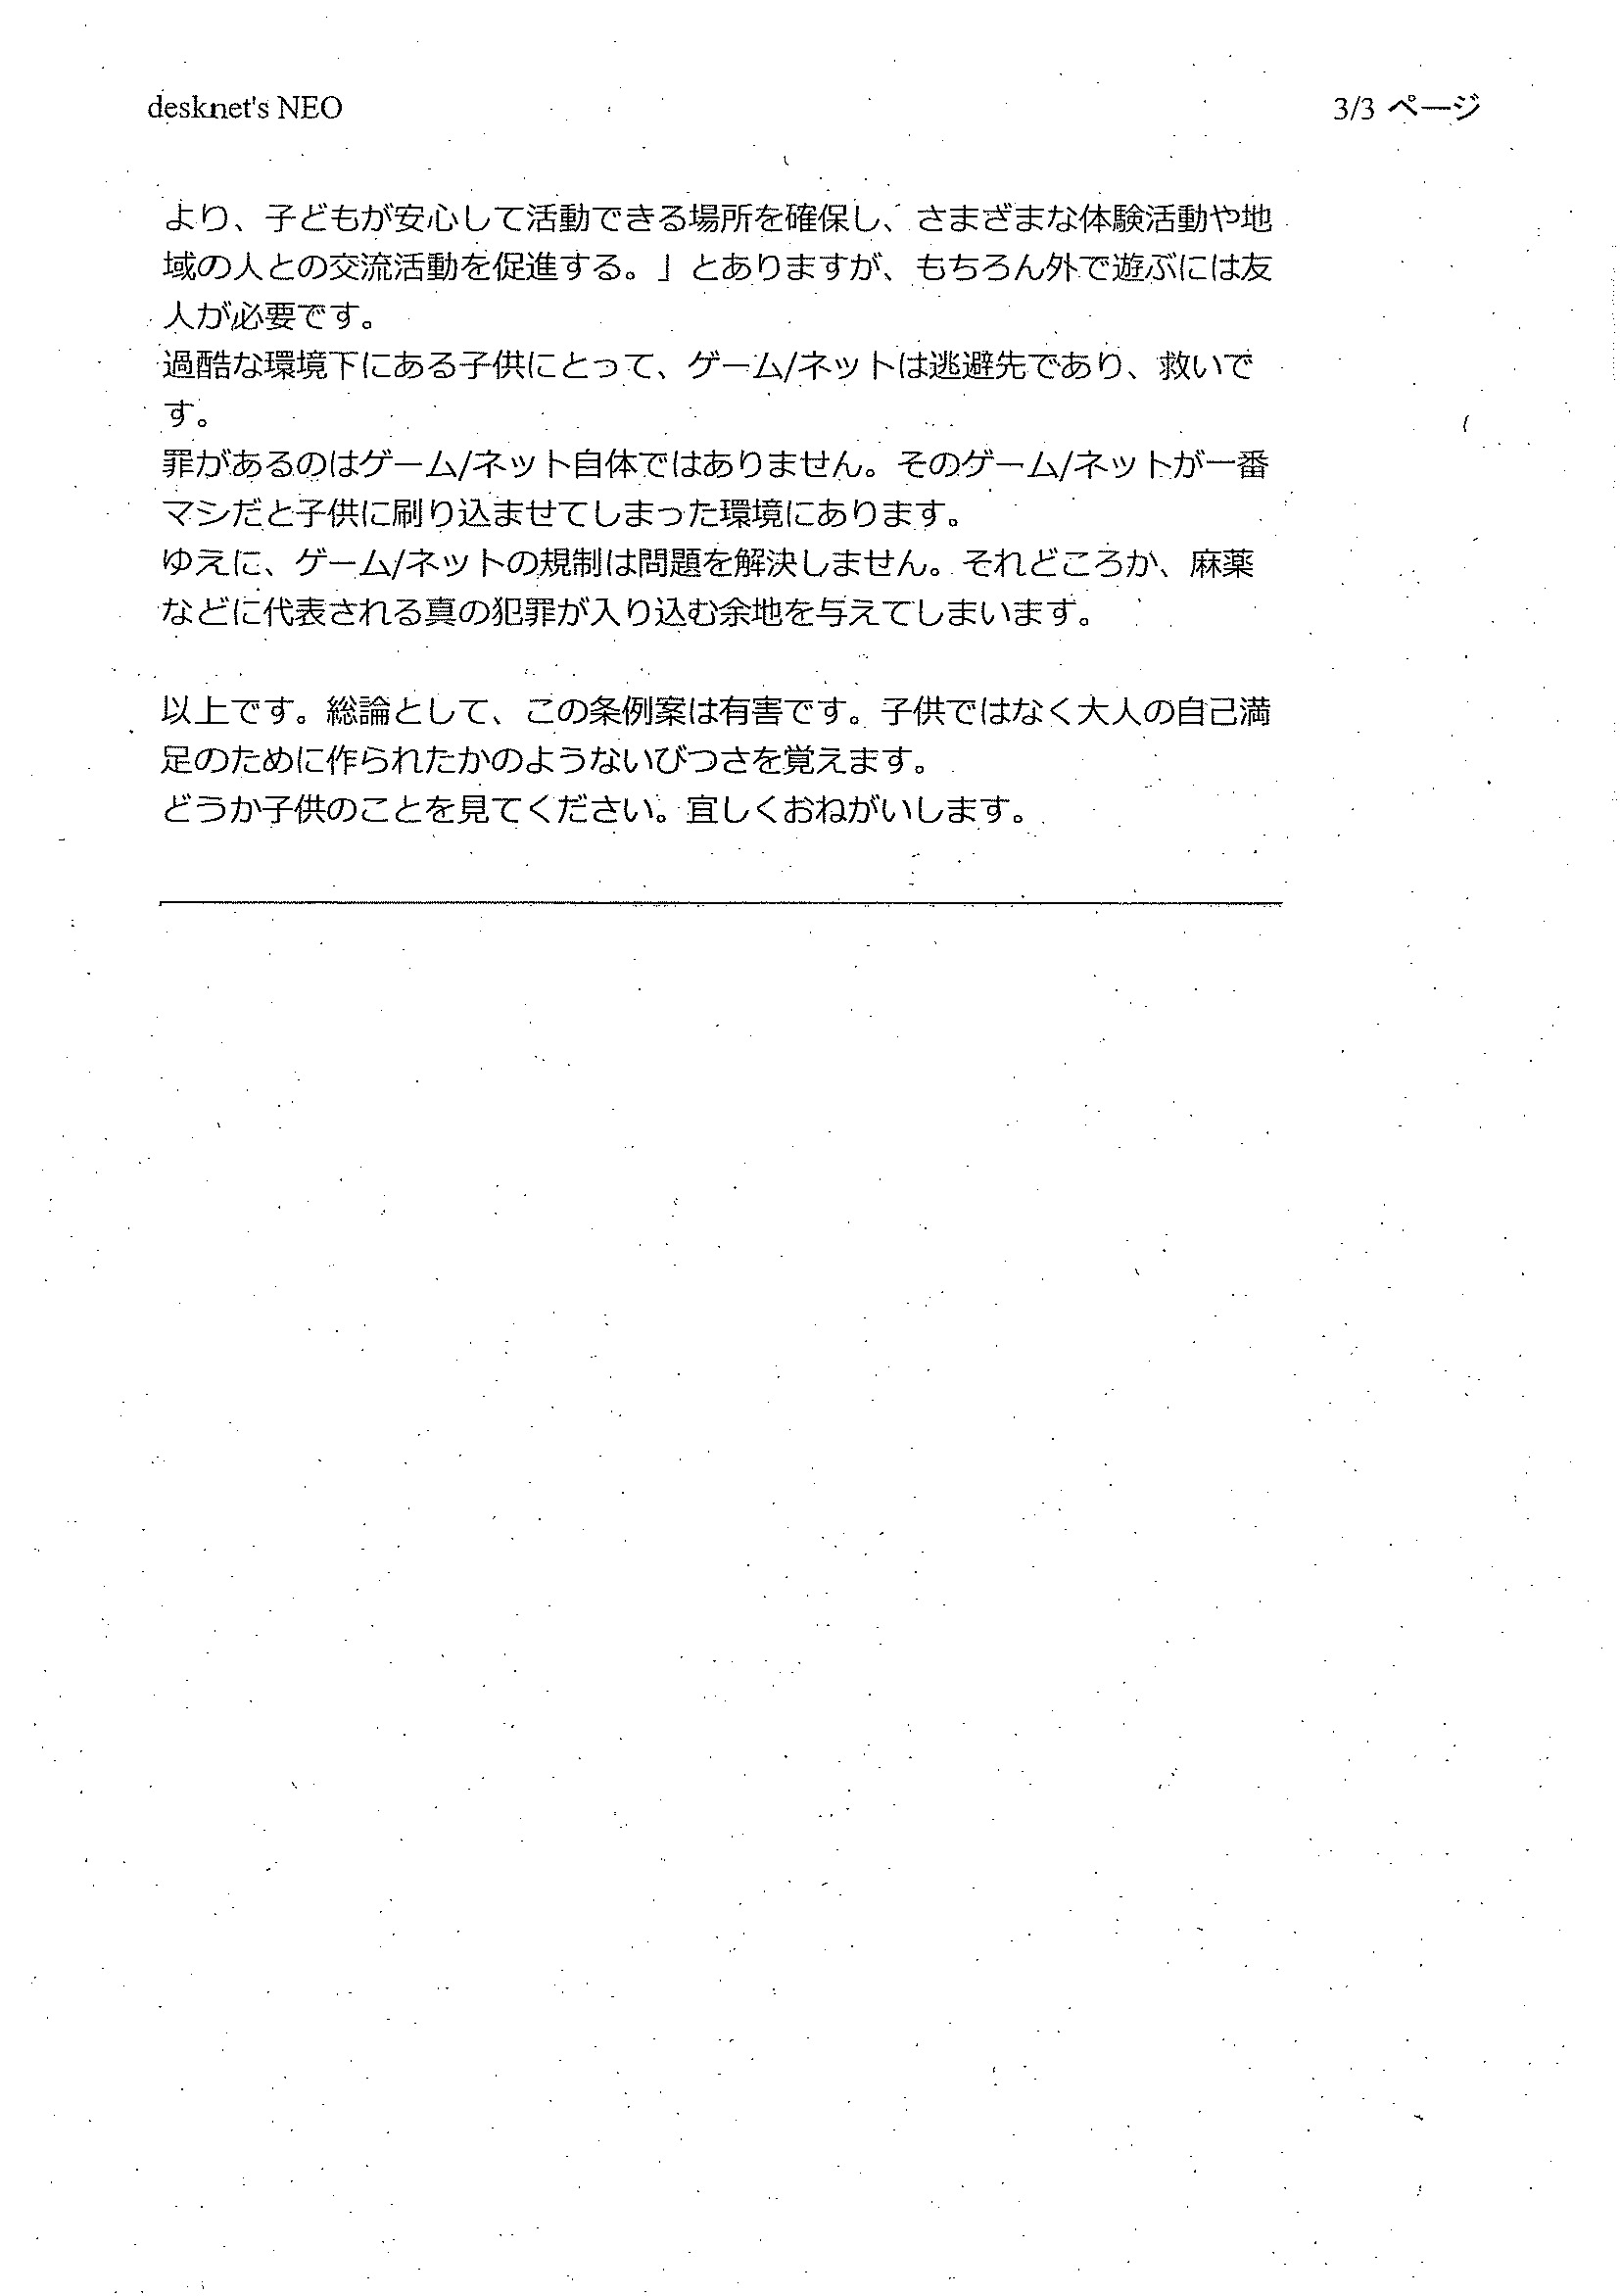 desknet's NEO
3/3 ページ
より、子どもが安心して活動できる場所を確保し、さまざまな体験活動や地
域の人との交流活動を促進する。」とありますが、もちろん外で遊ぶには友
人が必要です。
過酷な環境下にある子供にとって、ゲーム/ネットは逃避先であり、救いで
す。
罪があるのはゲーム/ネット自体ではありません。そのゲーム/ネットが一番
マシだと子供に刷り込ませてしまった環境にあります。
ゆえに、ゲーム/ネットの規制は問題を解決しません。それどころか、麻薬
などに代表される真の犯罪が入り込む余地を与えてしまいます。
以上です。総論として、この条例案は有害です。子供ではなく大人の自己満
足のために作られたかのようないびつさを覚えます。
どうか子供のことを見てください。宜しくおねがいします。